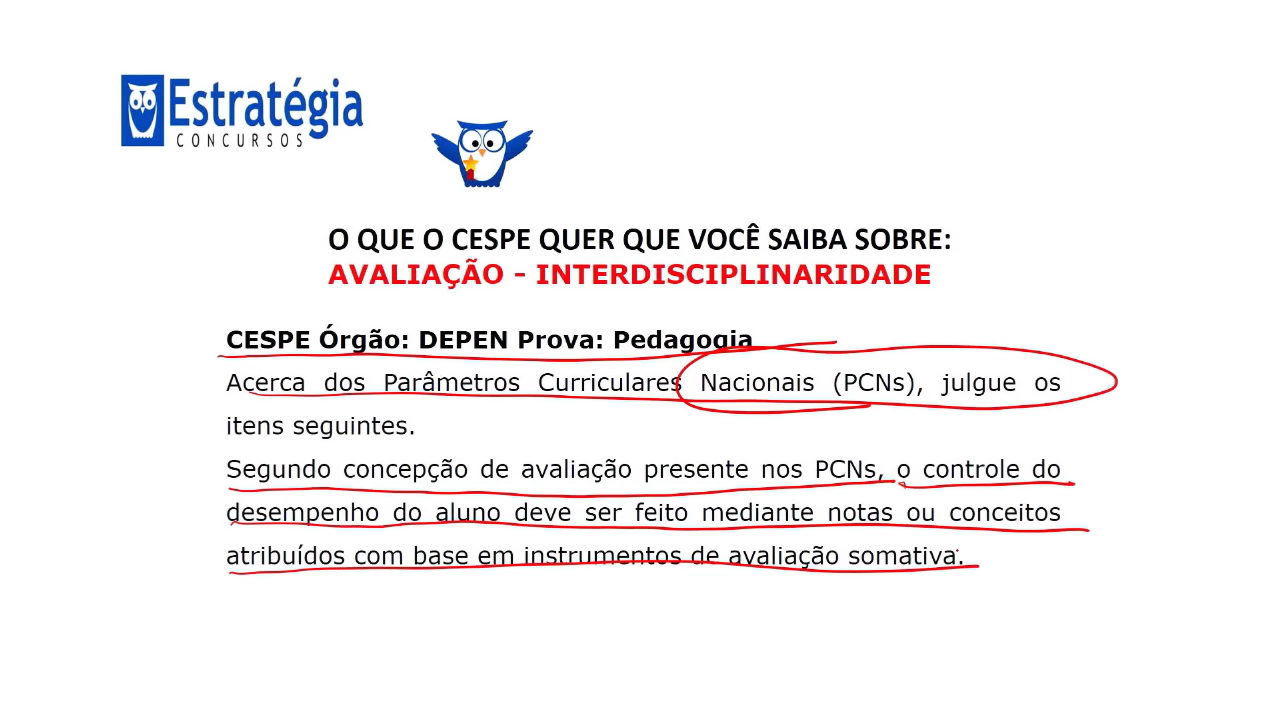 Estratégia
CONCURSOS
O QUE O CESPE QUER QUE VOCÊ SAIBA SOBRE:
AVALIAÇÃO - INTERDISCIPLINARIDADE
CESPE Órgão: DEPEN Prova: Pedagogia
Acerca dos Parâmetros Curriculares Nacionais (PCNs), julgue os
itens seguintes.
Segundo concepção de avaliação presente nos PCNs, o controle do
desempenho do aluno deve ser feito mediante notas ou conceitos
atribuídos com base em instrumentos de avaliação somativa.